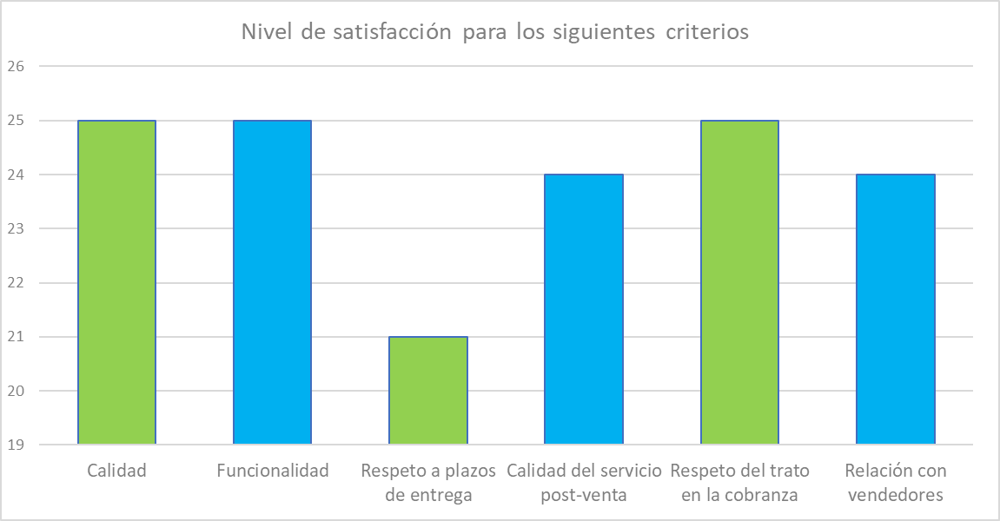 Nivel de satisfacción para los siguientes criterios
26
25
24
23
22
21
20
19
Calidad
Funcionalidad
Respeto a plazos
de entrega
Calidad del servicio
post-venta
Respeto del trato
en la cobranza
Relación con
vendedores